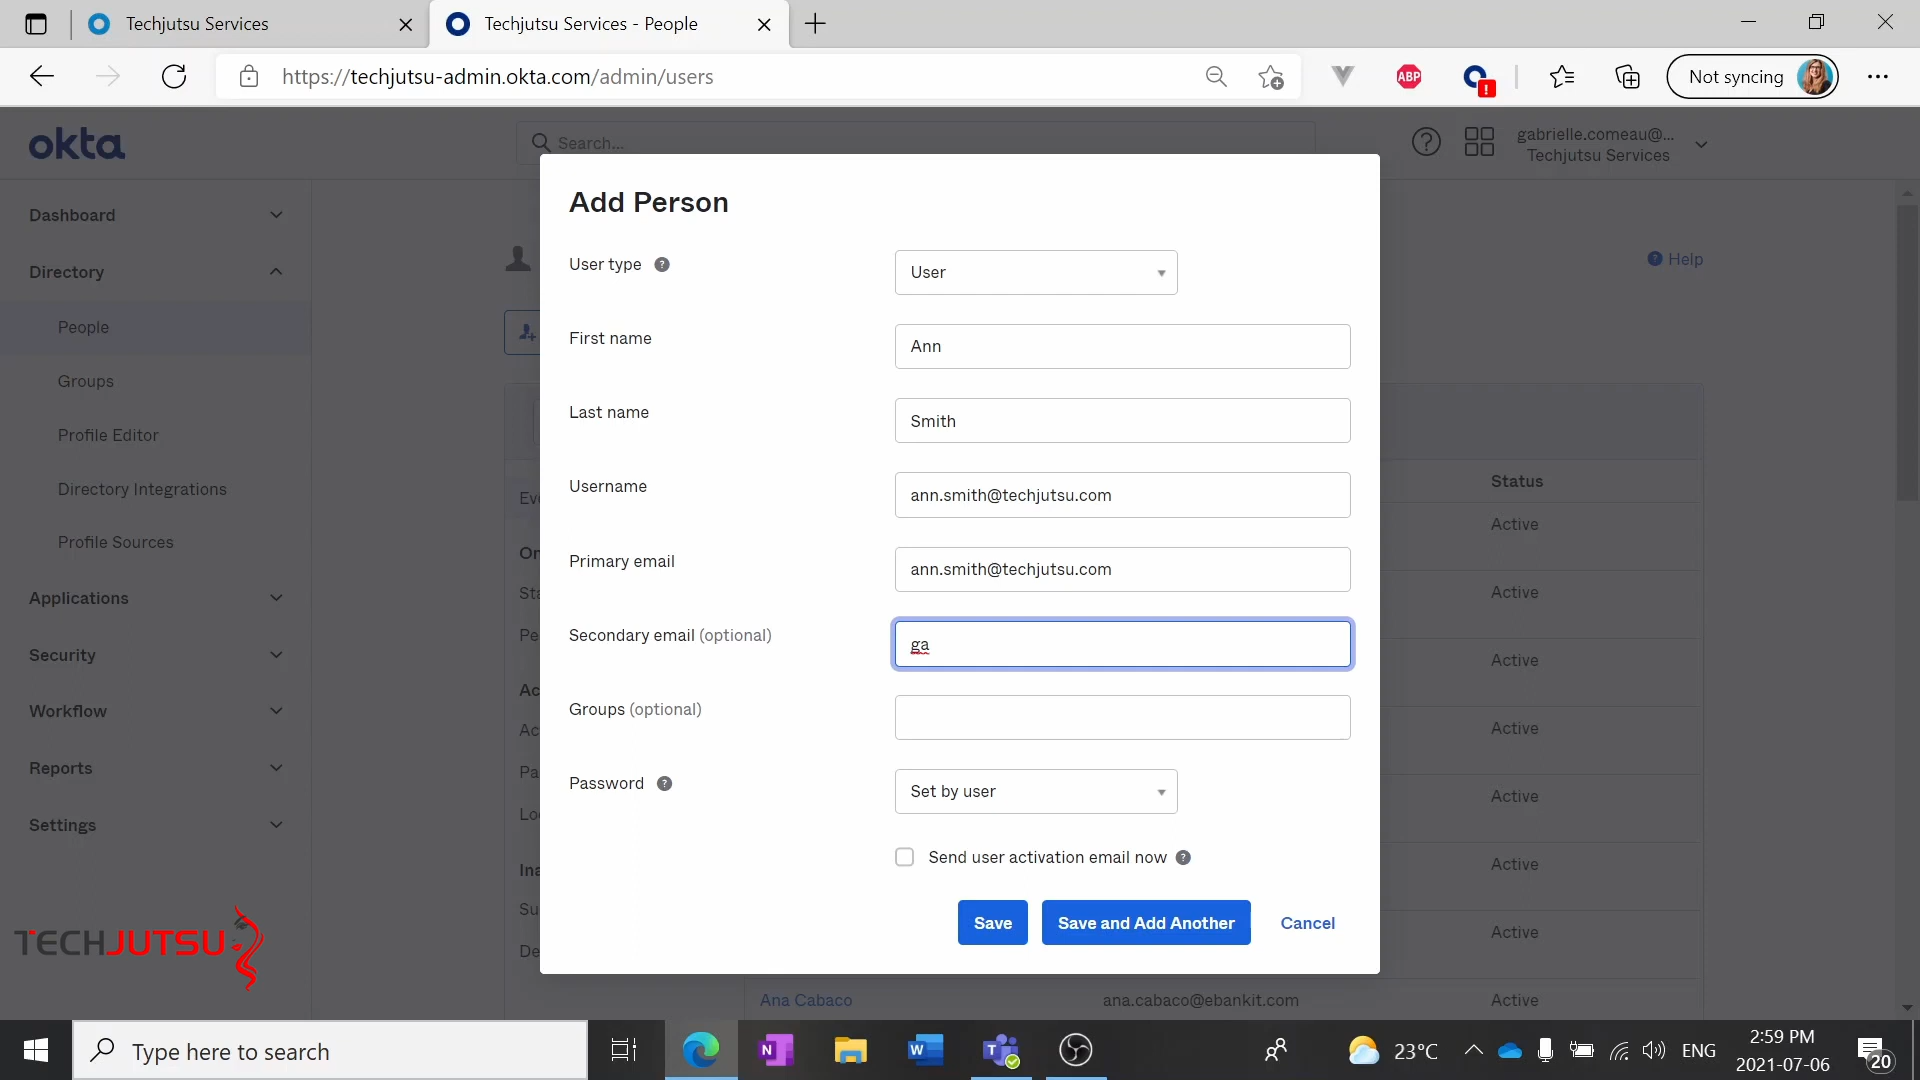 Techjutsu Services
Techjutsu Services - People
https://techjutsu-admin.okta.com/admin/users
ABP
!
Not syncing
okta
Search...
gabrielle.comeau@...
Techjutsu Services
Dashboard
Directory
People
Groups
Profile Editor
Directory Integrations
Profile Sources
Applications
Security
Workflow
Reports
Settings
TECHJUTSU
Help
Add Person
User type ?
User
First name
Ann
Last name
Smith
Username
ann.smith@techjutsu.com
Primary email
ann.smith@techjutsu.com
Secondary email (optional)
ga
Groups (optional)
Password ?
Set by user
Send user activation email now ?
Save
Save and Add Another
Cancel
Status
Active
Active
Active
Active
Active
Active
Active
Ana Cabaco
ana.cabaco@ebankit.com
Active
Type here to search
N
W
T
23°C
ENG
2:59 PM
2021-07-06
20